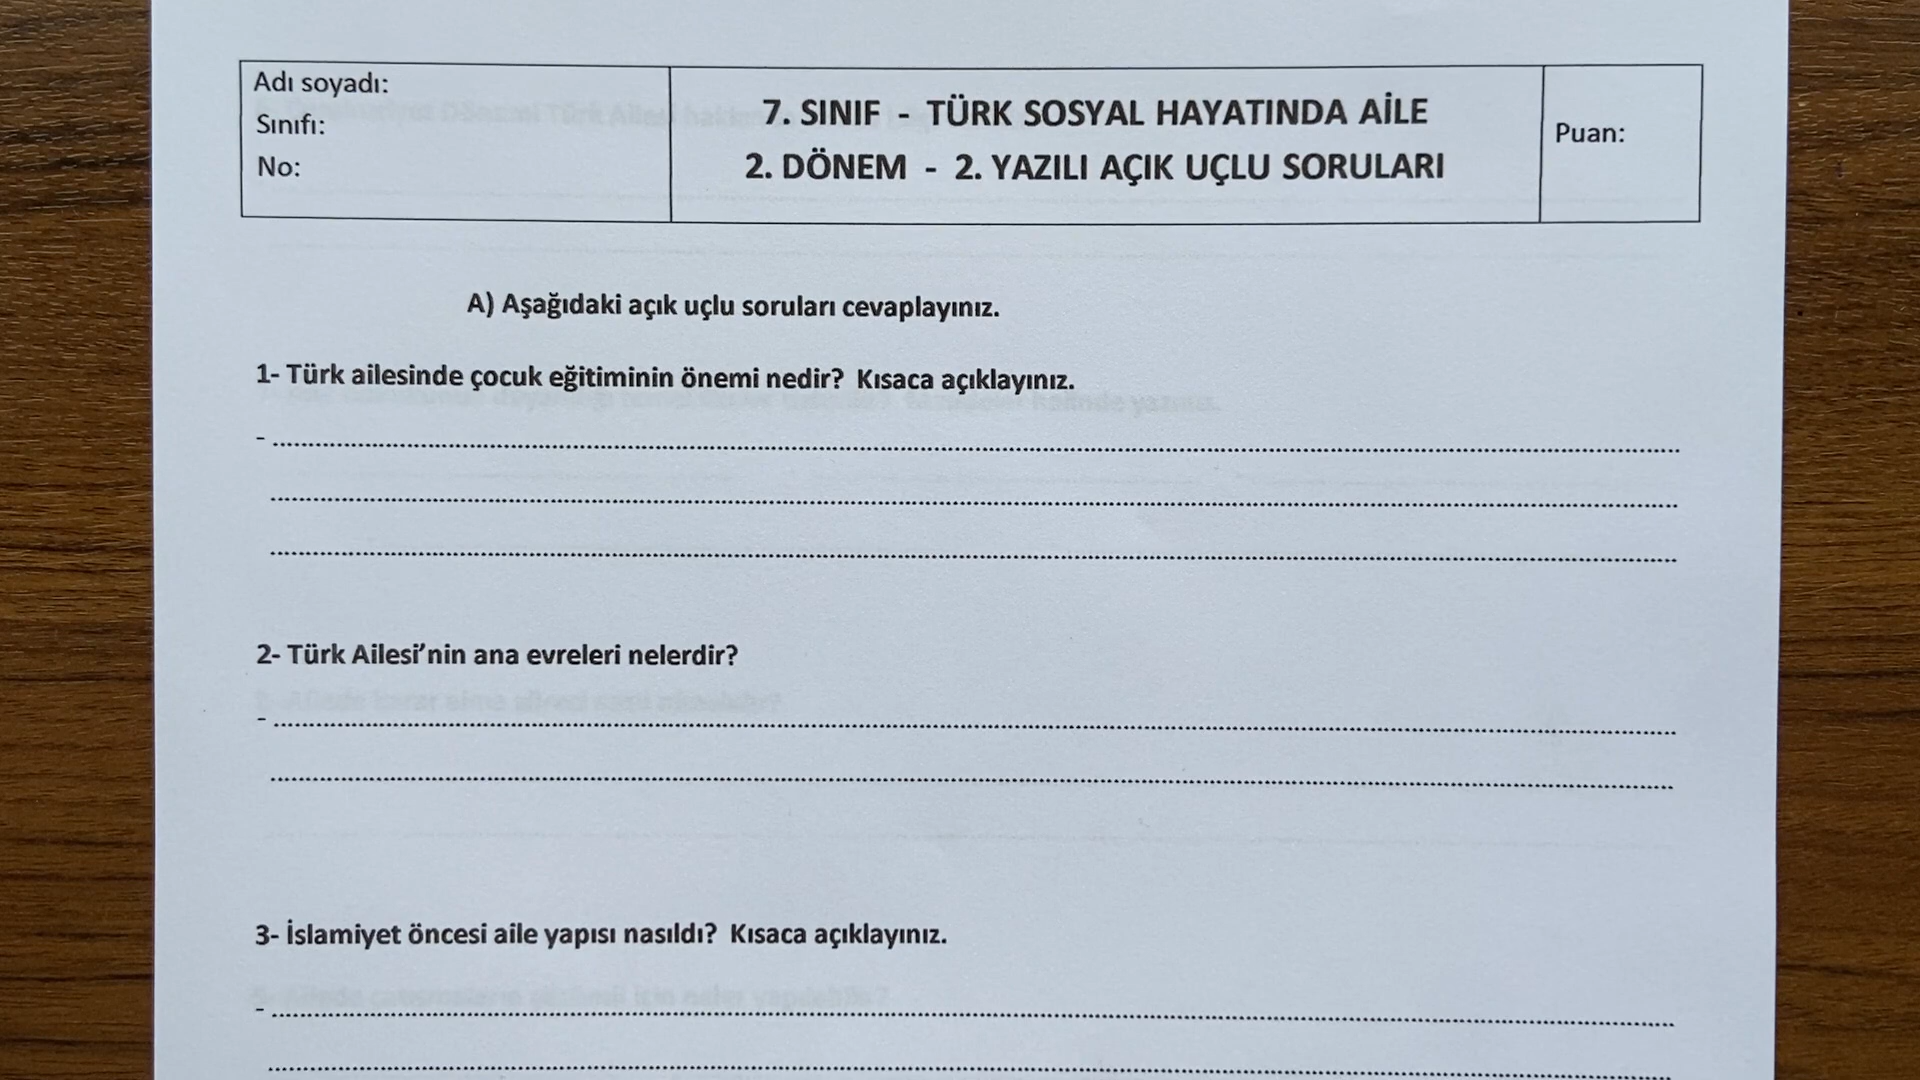 Adı soyadı:
Sınıfı:
No:
7. SINIF - TÜRK SOSYAL HAYATINDA AİLE
2. DÖNEM - 2. YAZILI AÇIK UÇLU SORULARI
Puan:
A) Aşağıdaki açık uçlu soruları cevaplayınız.
1- Türk ailesinde çocuk eğitiminin önemi nedir? Kısaca açıklayınız.
2- Türk Ailesi’nin ana evreleri nelerdir?
3- İslamiyet öncesi aile yapısı nasıldı? Kısaca açıklayınız.